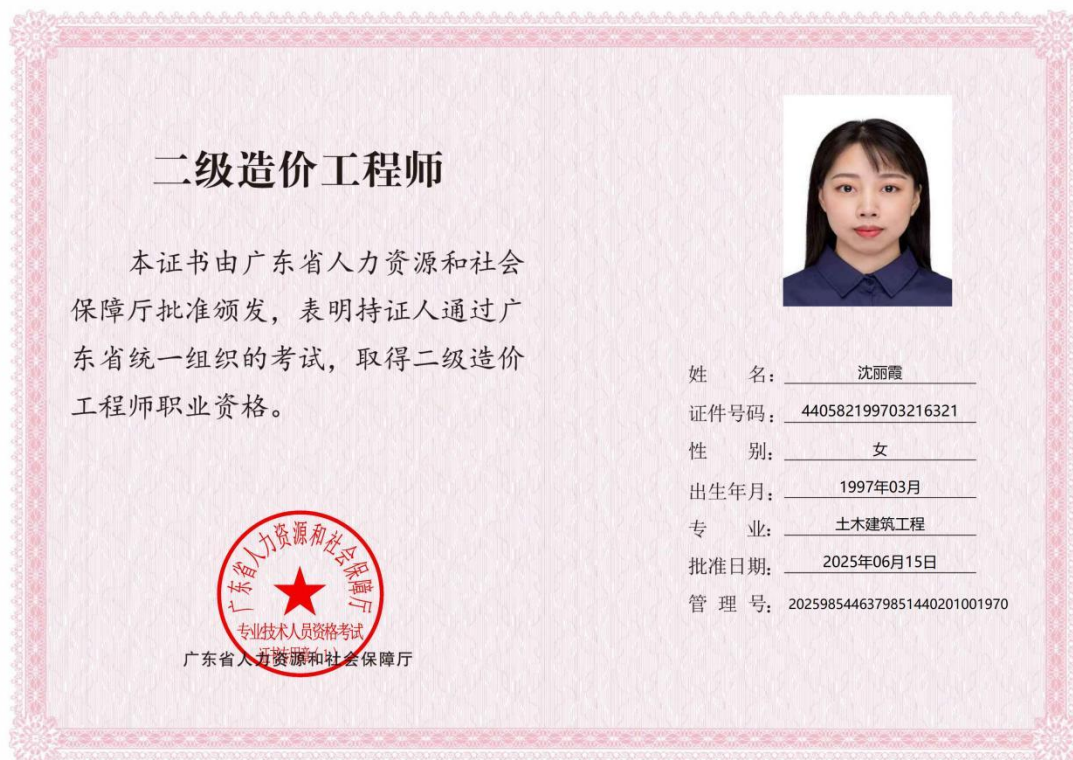 二级造价工程师
本证书由广东省人力资源和社会
保障厅批准颁发，表明持证人通过广
东省统一组织的考试，取得二级造价
工程师职业资格。
广东省人力资源和社会保障厅
专业技术人员资格考试
证书专用章(1)
广东省人力资源和社会保障厅
姓 名：沈丽霞
证件号码：440582199703216321
性 别：女
出生年月：1997年03月
专 业：土木建筑工程
批准日期：2025年06月15日
管 理 号：2025985446379851440201001970